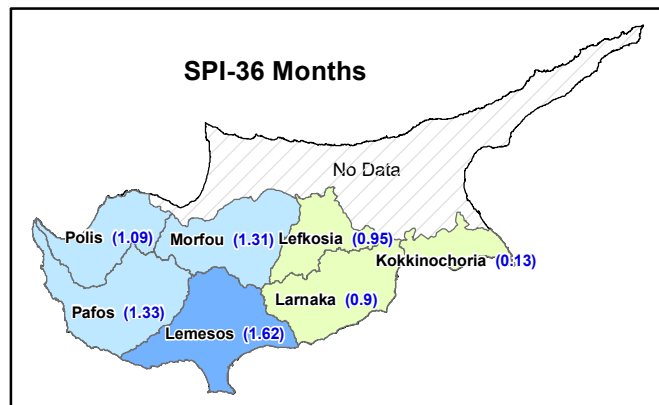 SPI-36 Months
No Data
Polis (1.09)
Morfou (1.31)
Lefkosia (0.95)
Kokkinochoria (0.13)
Pafos (1.33)
Larnaka (0.9)
Lemesos (1.62)